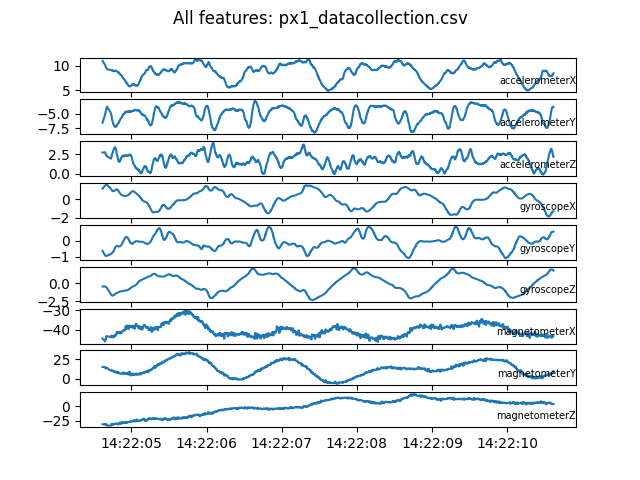 All features: px1_datacollection.csv
10
5
accelerometerX
−5.0
−7.5
accelerometerY
2.5
0.0
accelerometerZ
0
−2
gyroscopeX
0
−1
gyroscopeY
0.0
−2.5
gyroscopeZ
−30
−40
magnetometerX
25
0
magnetometerY
0
−25
magnetometerZ
14:22:05 14:22:06 14:22:07 14:22:08 14:22:09 14:22:10